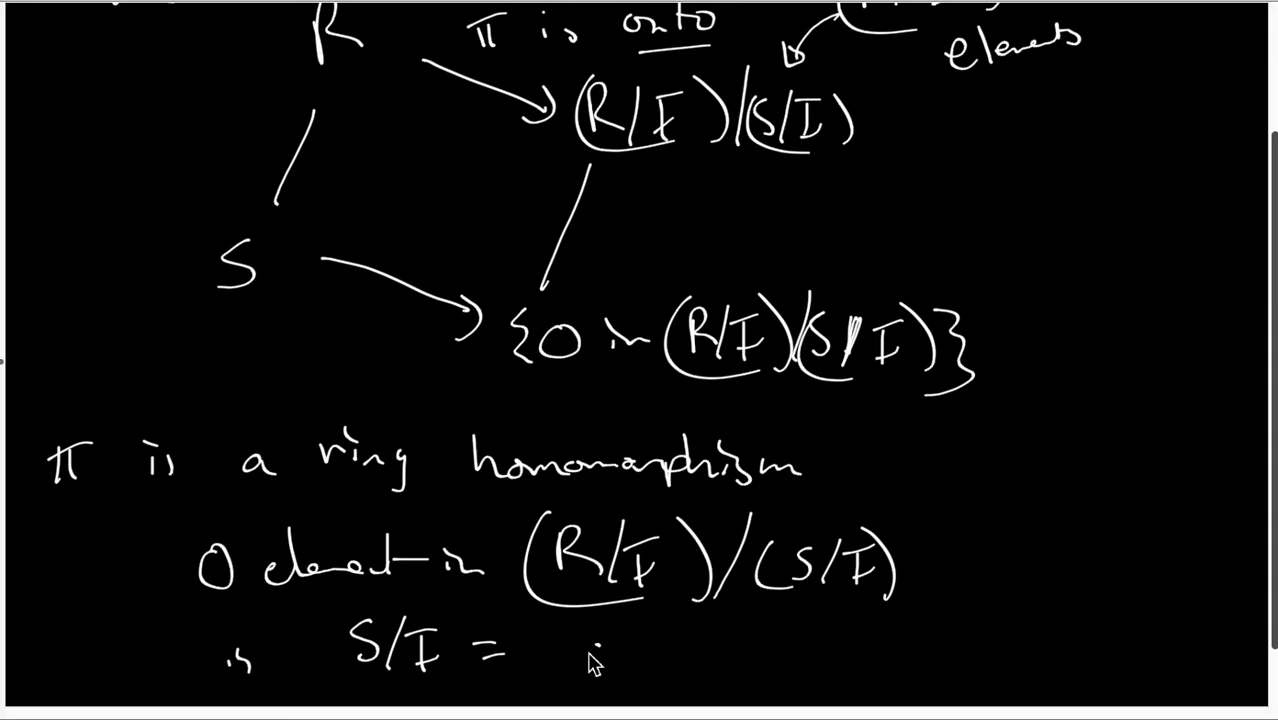 R π is onto
elements
(R/I)/(S/I)
S
{0 in (R/I)/(S/I)}
π is a ring homomorphism
0 element in (R/I)/(S/I)
is S/I =